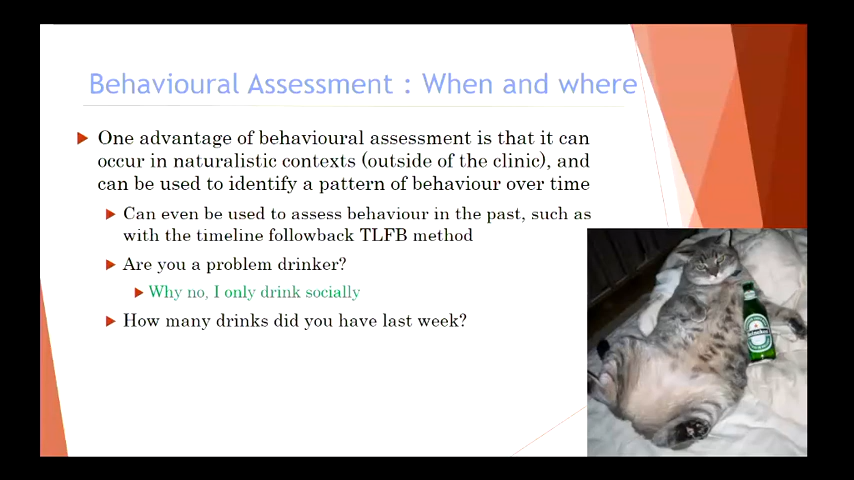 Behavioural Assessment : When and where
One advantage of behavioural assessment is that it can
occur in naturalistic contexts (outside of the clinic), and
can be used to identify a pattern of behaviour over time
Can even be used to assess behaviour in the past, such as
with the timeline followback TLFB method
Are you a problem drinker?
Why no, I only drink socially
How many drinks did you have last week?
Heineken